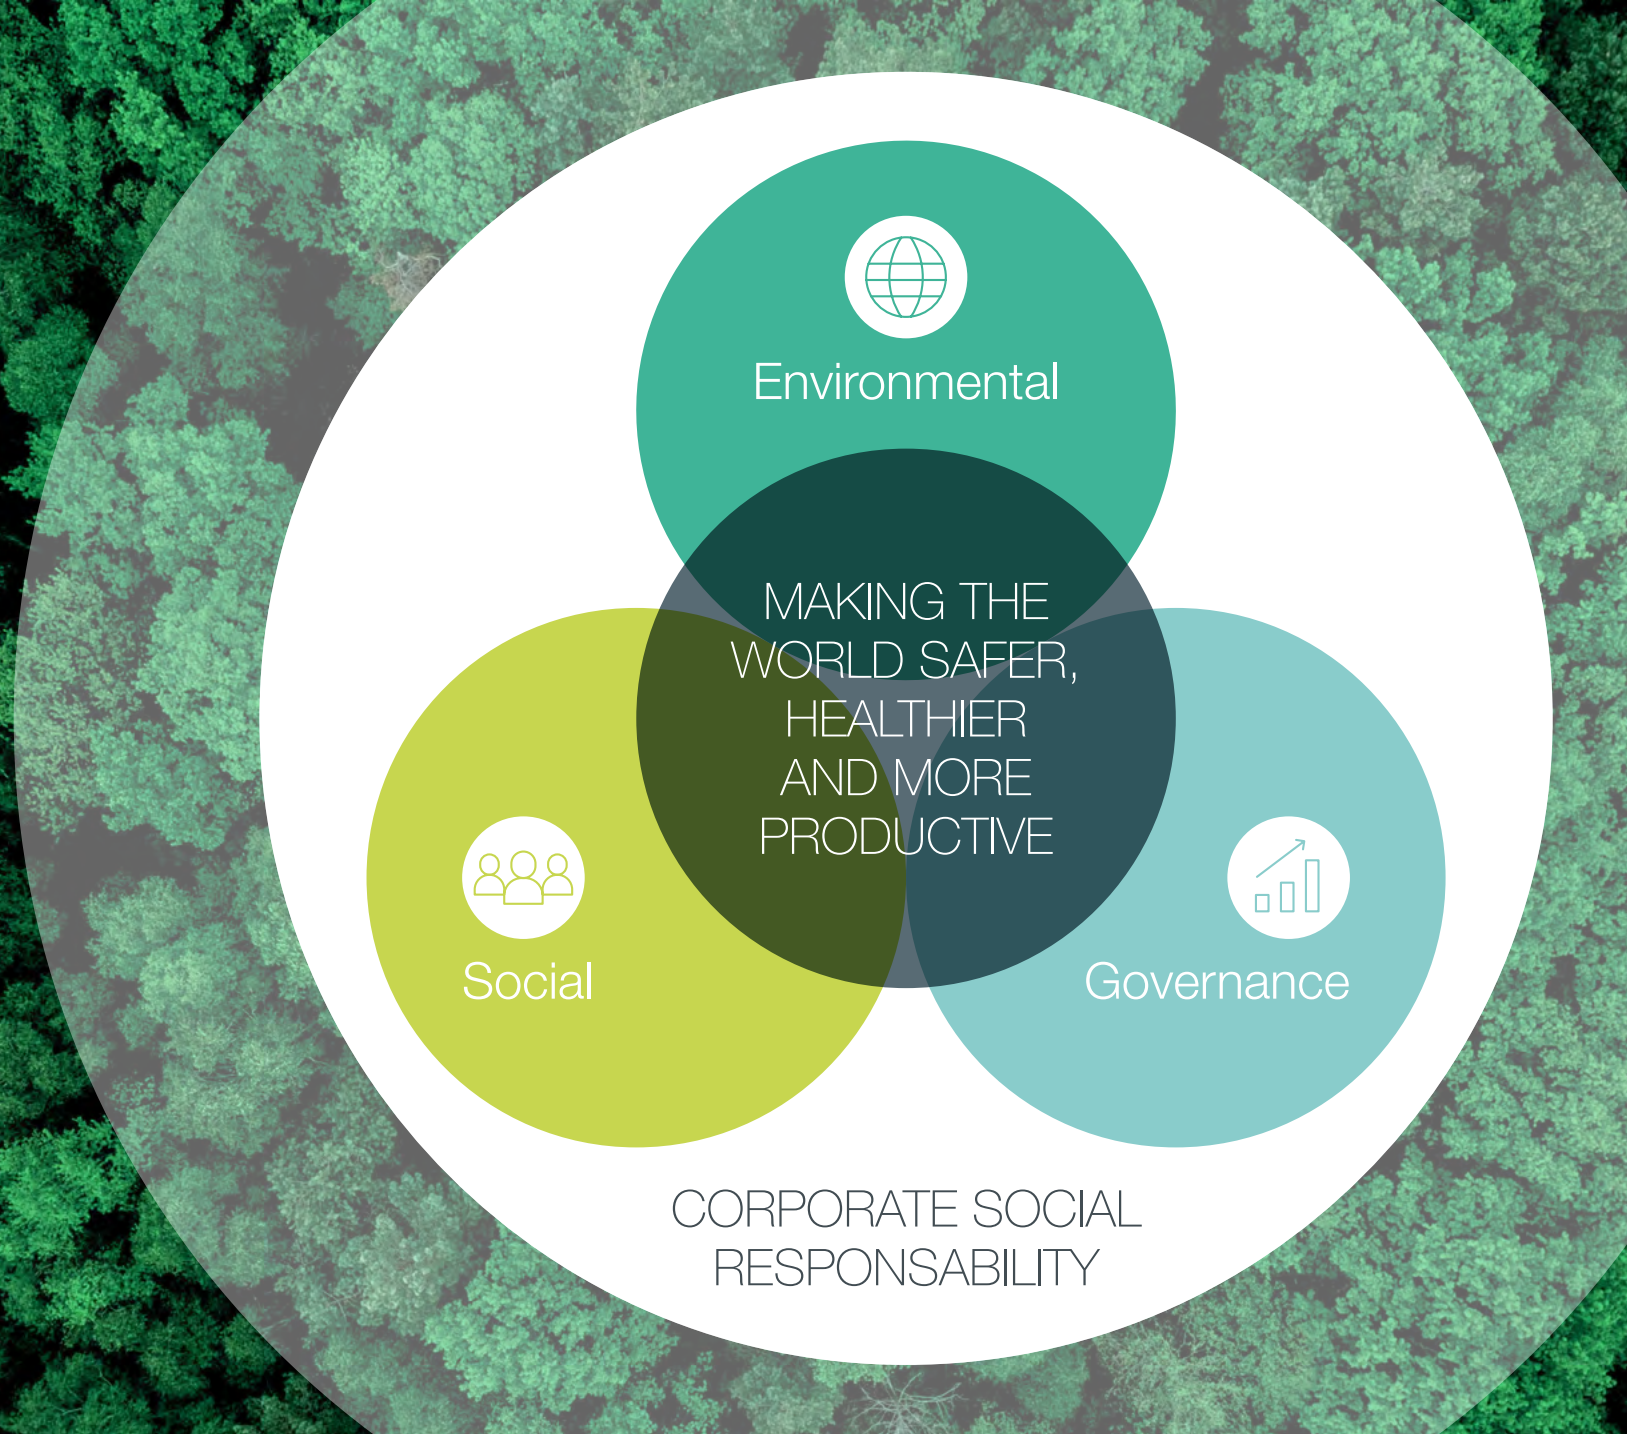 Environmental
MAKING THE
WORLD SAFER,
HEALTHIER
AND MORE
PRODUCTIVE
Social
Governance
CORPORATE SOCIAL
RESPONSABILITY